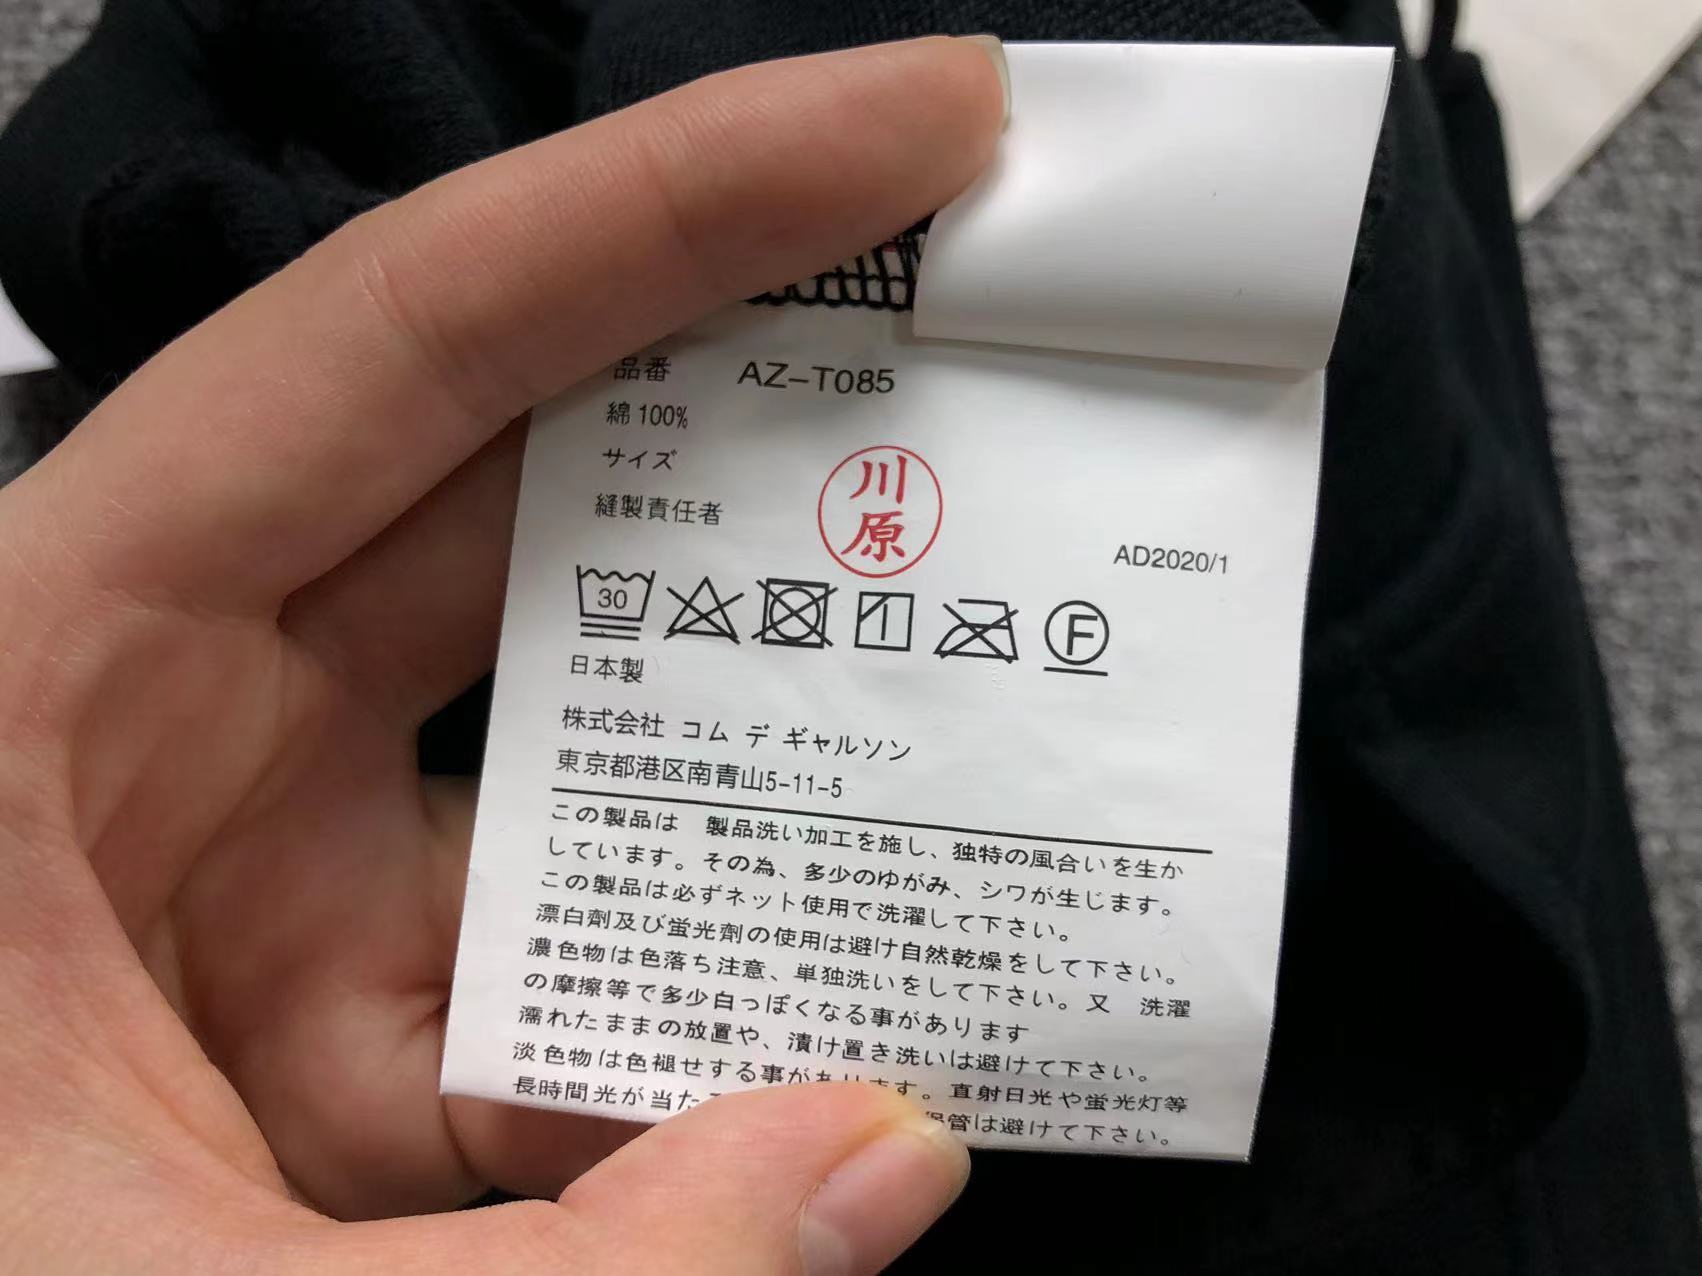 品番 AZ-T085
綿 100%
サイズ
縫製責任者
川
原
AD2020/1
30
F
日本製
株式会社 コム デ ギャルソン
東京都港区南青山5-11-5
この製品は 製品洗い加工を施し、独特の風合いを生か
しています。その為、多少のゆがみ、シワが生じます。
この製品は必ずネット使用で洗濯して下さい。
漂白剤及び蛍光剤の使用は避け自然乾燥をして下さい。
濃色物は色落ち注意、単独洗いをして下さい。又 洗濯
の摩擦等で多少白っぽくなる事があります
濡れたままの放置や、漬け置き洗いは避けて下さい。
淡色物は色褪せする事があります。直射日光や蛍光灯等
長時間光が当た 保管は避けて下さい。